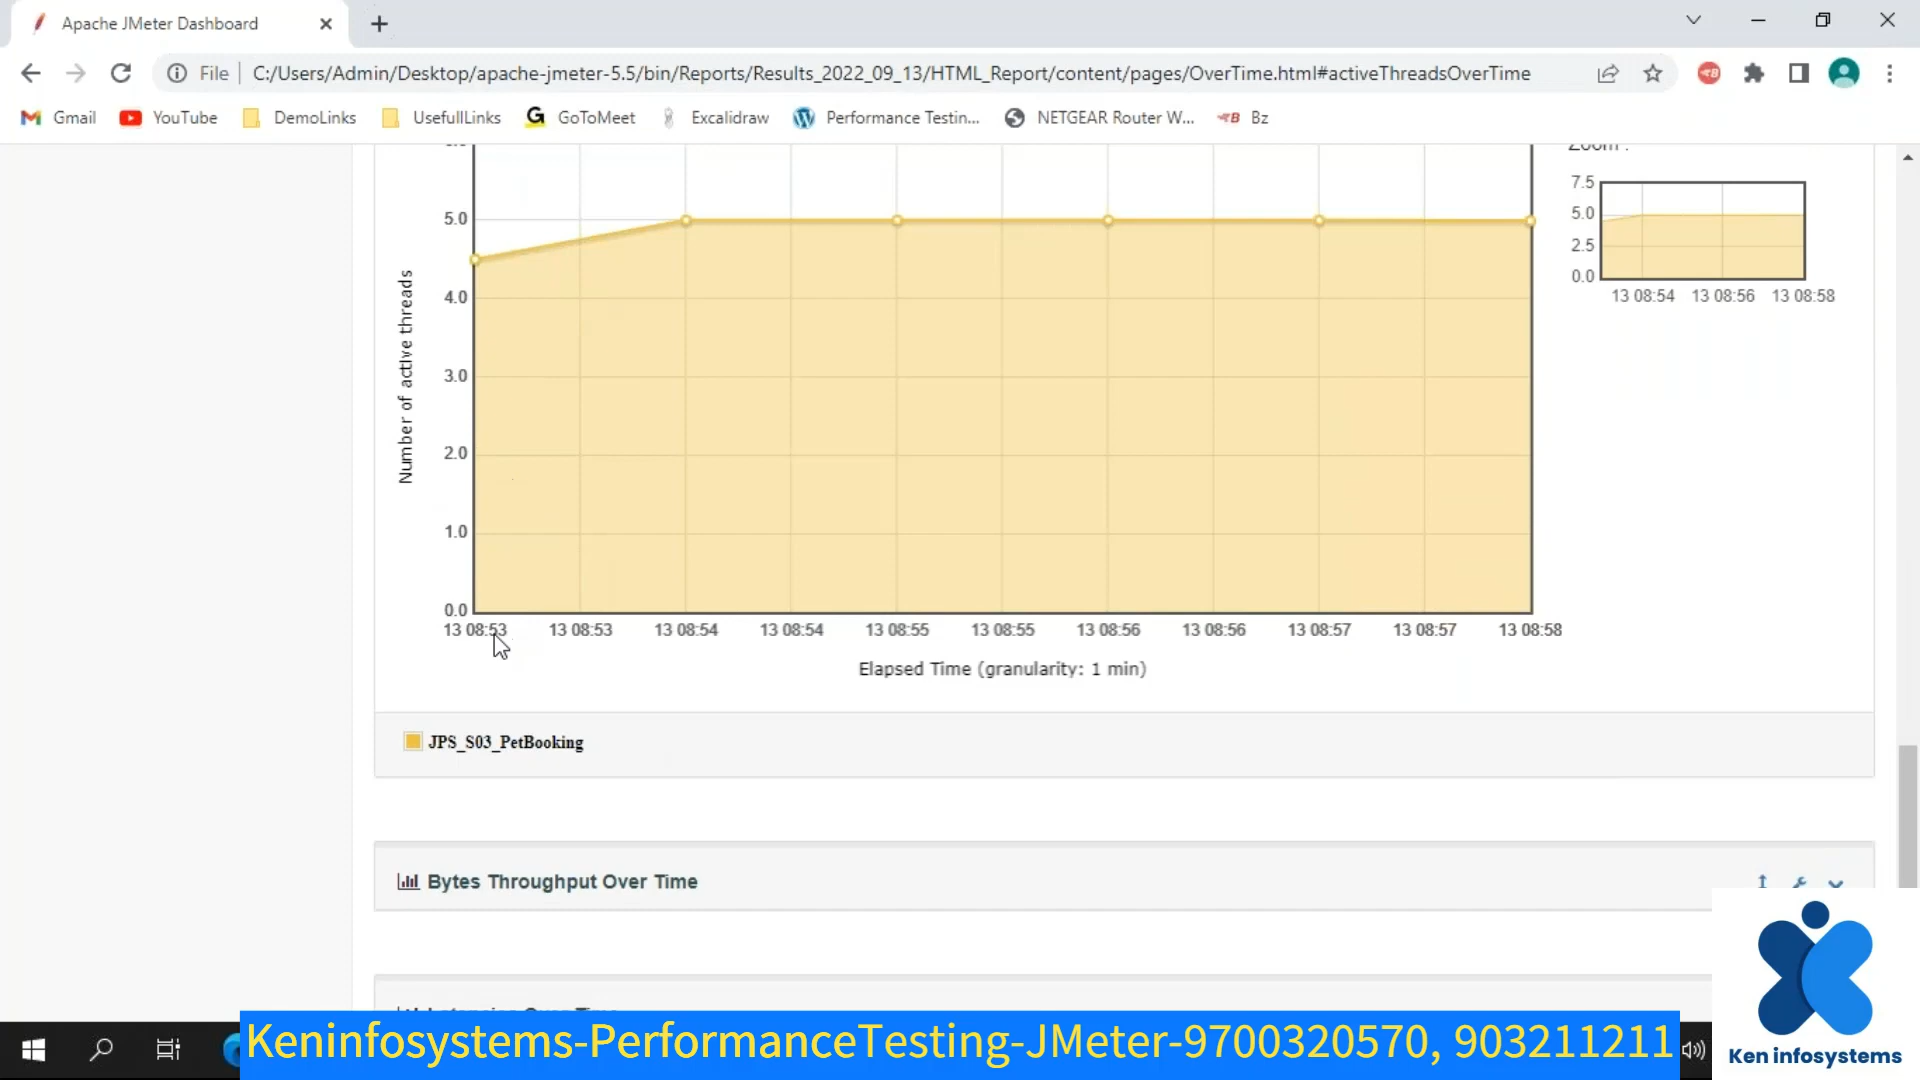 Apache JMeter Dashboard
File
C:/Users/Admin/Desktop/apache-jmeter-5.5/bin/Reports/Results_2022_09_13/HTML_Report/content/pages/OverTime.html#activeThreadsOverTime
Gmail
YouTube
DemoLinks
UsefullLinks
GoToMeet
Excalidraw
Performance Testin...
NETGEAR Router W...
Bz
Zoom :
7.5
5.0
2.5
0.0
13 08:54 13 08:56 13 08:58
Number of active threads
5.0
4.0
3.0
2.0
1.0
0.0
13 08:53 13 08:53 13 08:54 13 08:54 13 08:55 13 08:55 13 08:56 13 08:56 13 08:57 13 08:57 13 08:58
Elapsed Time (granularity: 1 min)
JPS_S03_PetBooking
Bytes Throughput Over Time
Keninfosystems-PerformanceTesting-JMeter-9700320570, 903211211
Ken infosystems